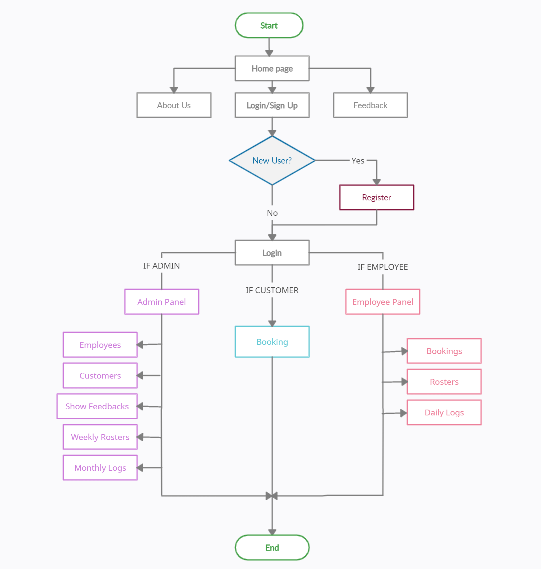 Start
Home page
About Us
Login/Sign Up
Feedback
New User?
Yes
Register
No
Login
IF ADMIN
IF CUSTOMER
IF EMPLOYEE
Admin Panel
Employee Panel
Employees
Booking
Bookings
Customers
Rosters
Show Feedbacks
Daily Logs
Weekly Rosters
Monthly Logs
End